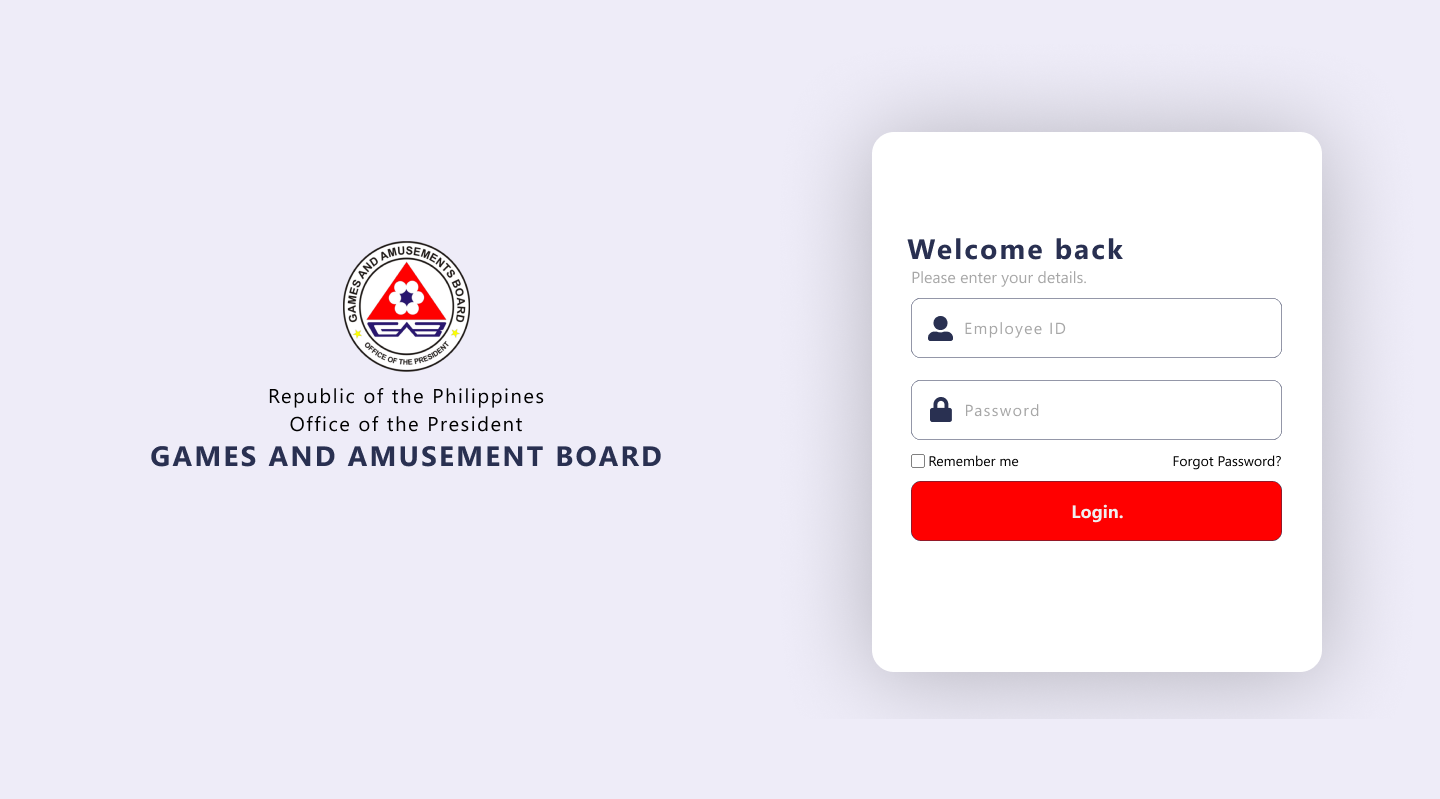 GAMES AND AMUSEMENTS BOARD
OFFICE OF THE PRESIDENT
Republic of the Philippines
Office of the President
GAMES AND AMUSEMENT BOARD
Welcome back
Please enter your details.
Employee ID
Password
Remember me
Forgot Password?
Login.